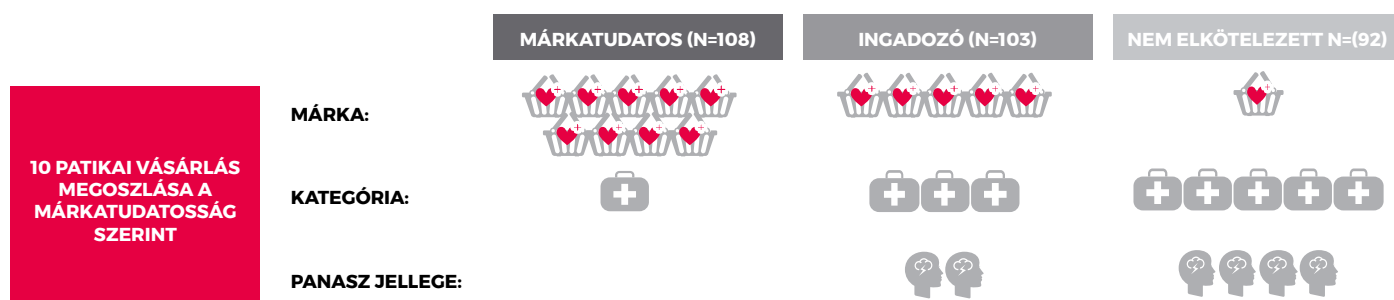 MÁRKATUDATOS (N=108)
INGADOZÓ (N=103)
NEM ELKÖTELEZETT N=(92)
10 PATIKAI VÁSÁRLÁS
MEGOSZLÁSA A
MÁRKATUDATOSSÁG
SZERINT
MÁRKA:
KATEGÓRIA:
PANASZ JELLEGE: